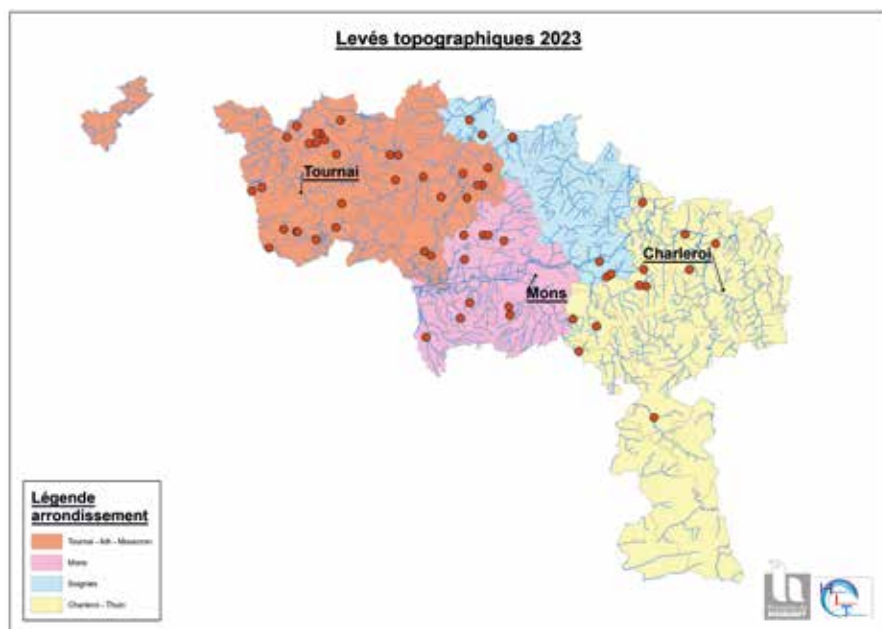 Levés topographiques 2023
Tournai
Charleroi
Mons
Légende
arrondissement
Tournai - Ath - Mouscron
Mons
Soignies
Charleroi - Thuin